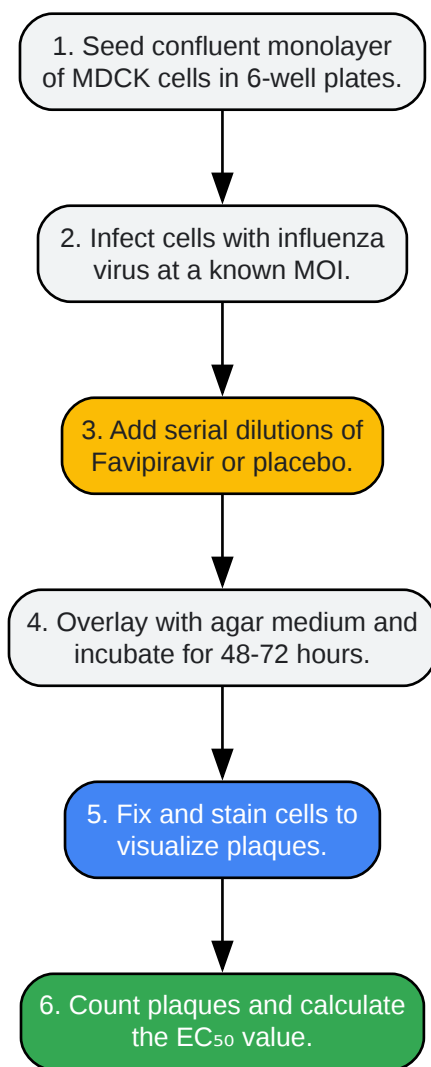 1. Seed confluent monolayer
of MDCK cells in 6-well plates.
2. Infect cells with influenza
virus at a known MOI.
3. Add serial dilutions of
Favipiravir or placebo.
4. Overlay with agar medium and
incubate for 48-72 hours.
5. Fix and stain cells to
visualize plaques.
6. Count plaques and calculate
the EC₅₀ value.